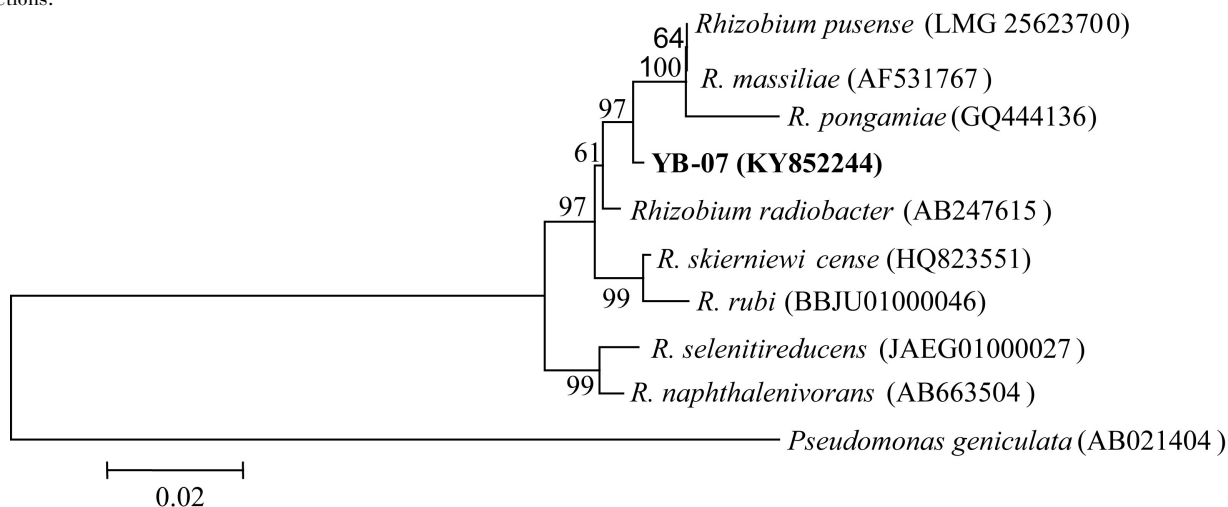 ctions.
Rhizobium pusense (LMG 25623700)
64
100
R. massiliae (AF531767)
97
R. pongamiae (GQ444136)
61
YB-07 (KY852244)
97
Rhizobium radiobacter (AB247615)
R. skierniewi cense (HQ823551)
99
R. rubi (BBJU01000046)
R. selenitireducens (JAEG01000027)
99
R. naphthalenivorans (AB663504)
Pseudomonas geniculata (AB021404)
0.02